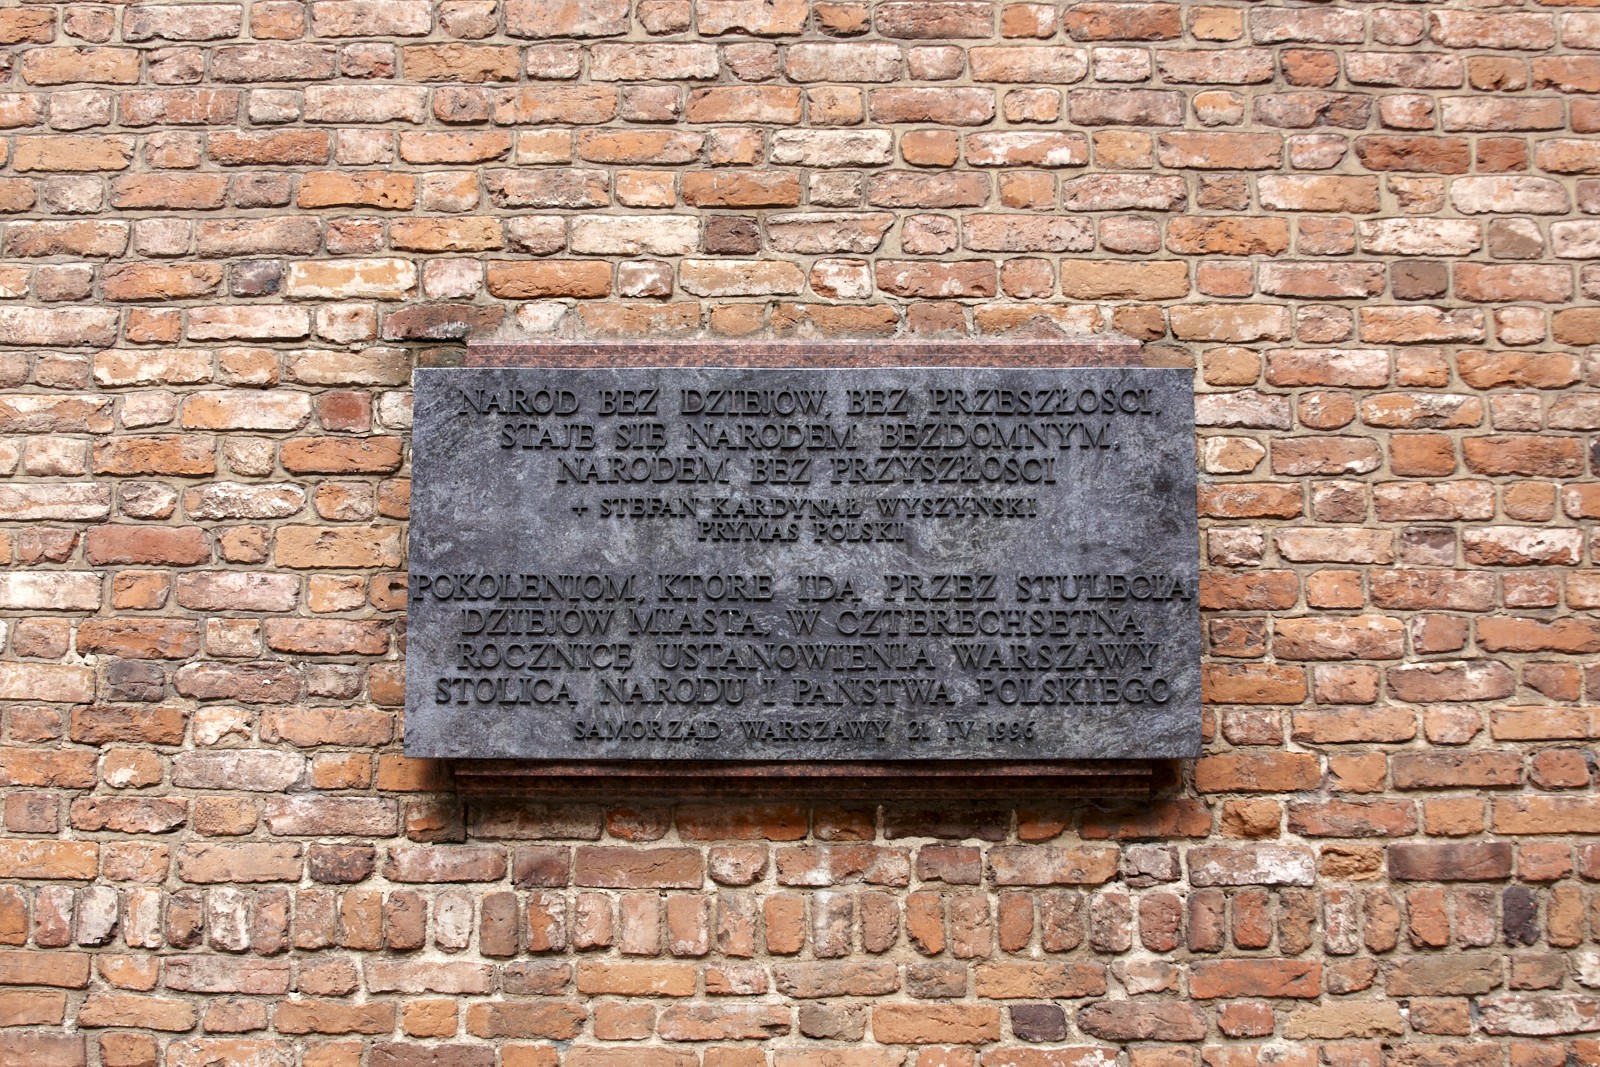 NARÓD BEZ DZIEJÓW, BEZ PRZESZŁOŚCI,
STAJE SIĘ NARODEM BEZDOMNYM,
NARODEM BEZ PRZYSZŁOŚCI
+ STEFAN KARDYNAŁ WYSZYŃSKI
PRYMAS POLSKI
POKOLENIOM, KTÓRE IDĄ PRZEZ STULECIA
DZIEJÓW MIASTA, W CZTERECHSETNĄ
ROCZNICĘ USTANOWIENIA WARSZAWY
STOLICĄ NARODU I PAŃSTWA POLSKIEGO
SAMORZĄD WARSZAWY 21 IV 1996